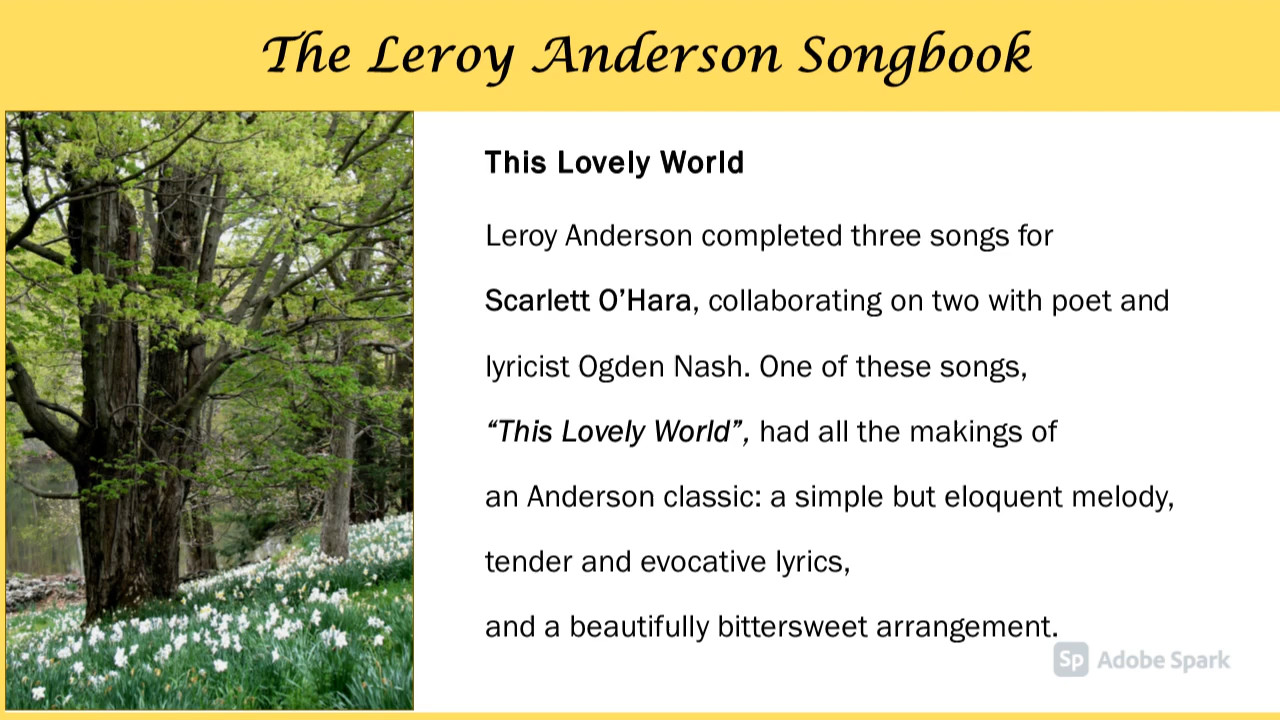 The Leroy Anderson Songbook
This Lovely World
Leroy Anderson completed three songs for
Scarlett O’Hara, collaborating on two with poet and
lyricist Ogden Nash. One of these songs,
“This Lovely World”, had all the makings of
an Anderson classic: a simple but eloquent melody,
tender and evocative lyrics,
and a beautifully bittersweet arrangement.
Sp Adobe Spark